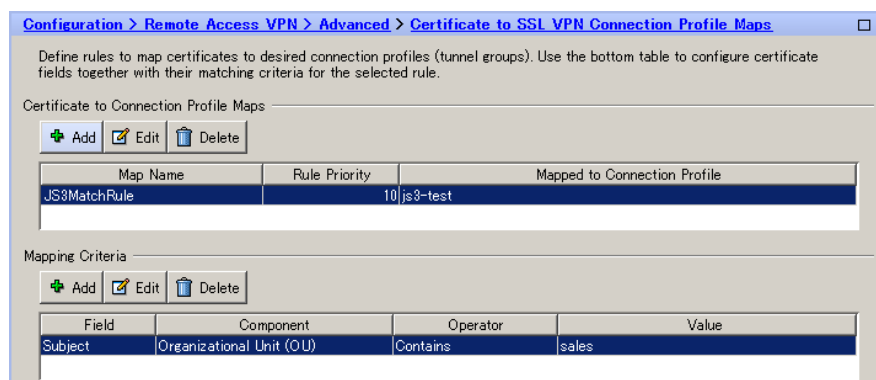 Configuration > Remote Access VPN > Advanced > Certificate to SSL VPN Connection Profile Maps
Define rules to map certificates to desired connection profiles (tunnel groups). Use the bottom table to configure certificate
fields together with their matching criteria for the selected rule.
Certificate to Connection Profile Maps
Add Edit Delete
Map Name Rule Priority Mapped to Connection Profile
JS3MatchRule 10 js3-test
Mapping Criteria
Add Edit Delete
Field Component Operator Value
Subject Organizational Unit (OU) Contains sales